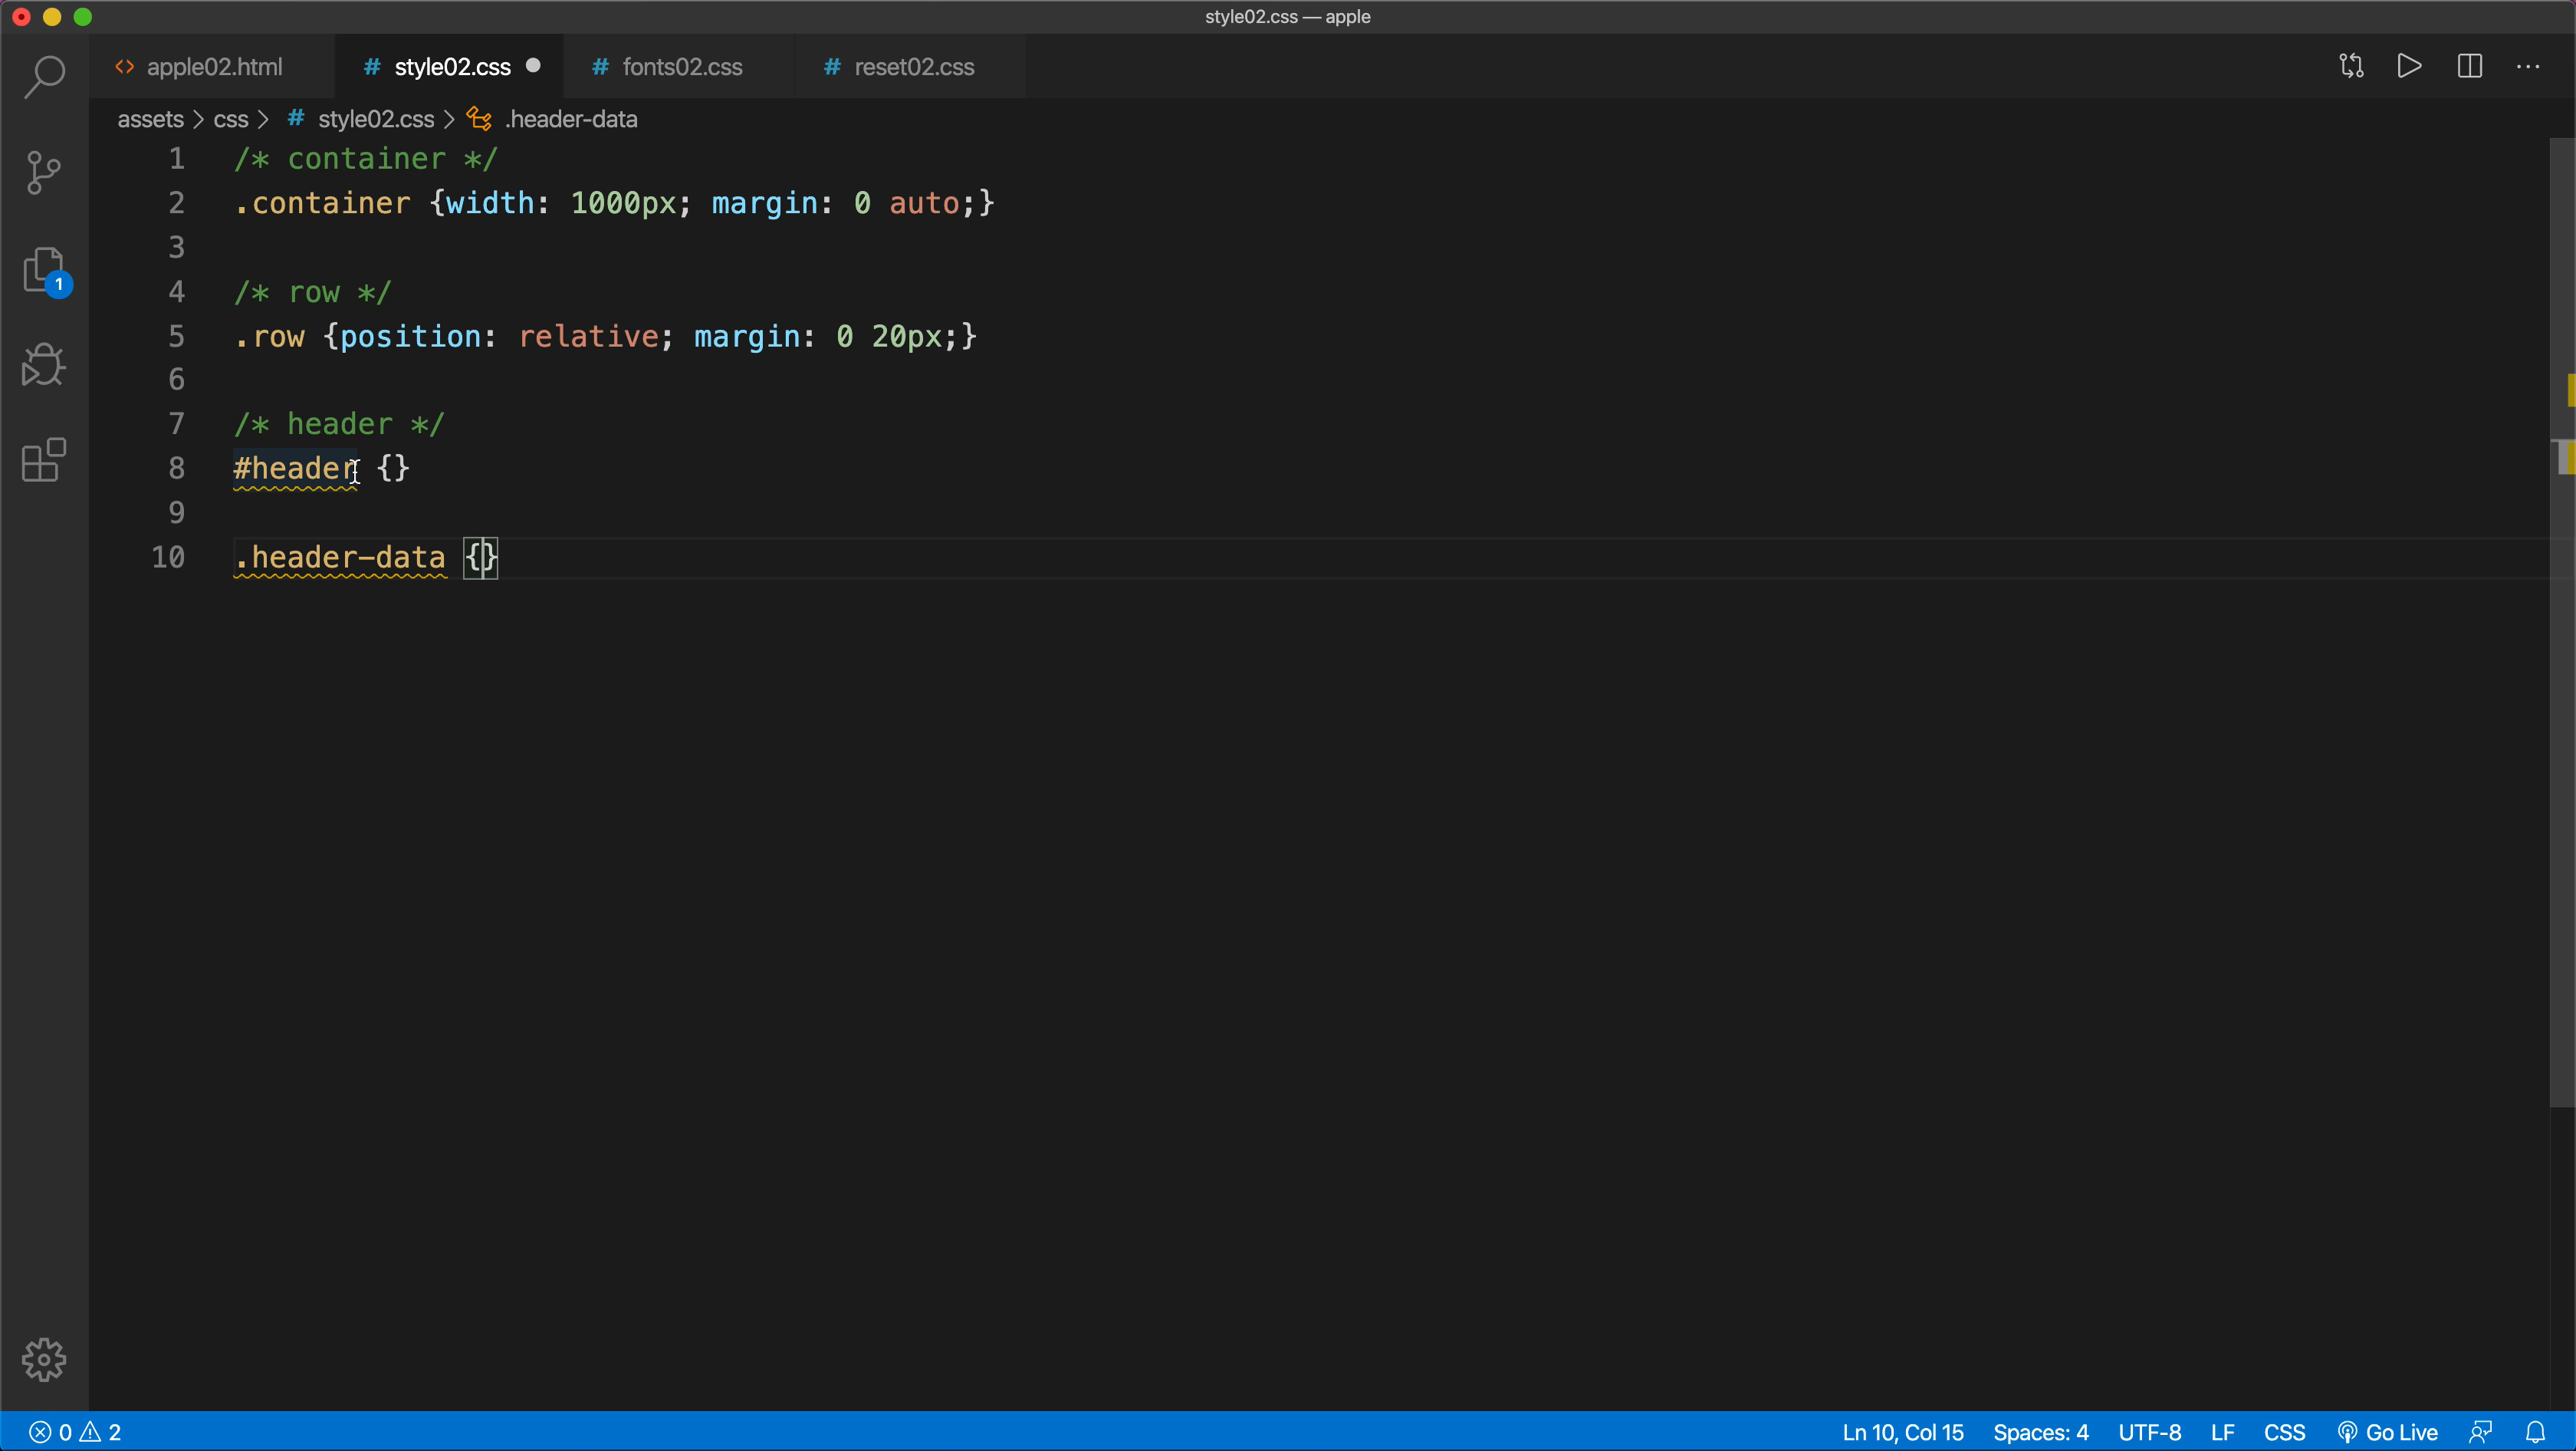 style02.css — apple
<> apple02.html # style02.css # fonts02.css # reset02.css
assets > css > # style02.css > .header-data
1 /* container */
2 .container {width: 1000px; margin: 0 auto;}
3
4 /* row */
5 .row {position: relative; margin: 0 20px;}
6
7 /* header */
8 #header {}
9
10 .header-data {}
1
0 2 Ln 10, Col 15 Spaces: 4 UTF-8 LF CSS Go Live